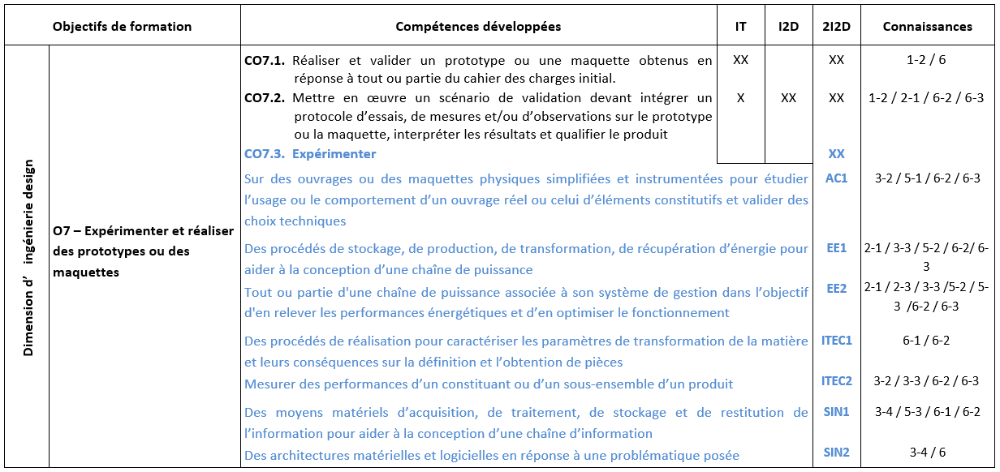 Objectifs de formation Compétences développées IT I2D 2I2D Connaissances
Dimension d’ ingénierie design
O7 – Expérimenter et réaliser
des prototypes ou des
maquettes
CO7.1. Réaliser et valider un prototype ou une maquette obtenus en XX XX 1-2 / 6
réponse à tout ou partie du cahier des charges initial.
CO7.2. Mettre en œuvre un scénario de validation devant intégrer un X XX XX 1-2 / 2-1 / 6-2 / 6-3
protocole d’essais, de mesures et/ou d’observations sur le prototype
ou la maquette, interpréter les résultats et qualifier le produit
CO7.3. Expérimenter XX
Sur des ouvrages ou des maquettes physiques simplifiées et instrumentées pour étudier AC1 3-2 / 5-1 / 6-2 / 6-3
l’usage ou le comportement d’un ouvrage réel ou celui d’éléments constitutifs et valider des
choix techniques
Des procédés de stockage, de production, de transformation, de récupération d’énergie pour EE1 2-1 / 3-3 / 5-2 / 6-2/ 6-
aider à la conception d’une chaîne de puissance 3
Tout ou partie d'une chaîne de puissance associée à son système de gestion dans l’objectif EE2 2-1 / 2-3 / 3-3 /5-2 / 5-
d'en relever les performances énergétiques et d’en optimiser le fonctionnement 3 /6-2 / 6-3
Des procédés de réalisation pour caractériser les paramètres de transformation de la matière ITEC1 6-1 / 6-2
et leurs conséquences sur la définition et l’obtention de pièces
Mesurer des performances d’un constituant ou d’un sous-ensemble d’un produit ITEC2 3-2 / 3-3 / 6-2 / 6-3
Des moyens matériels d’acquisition, de traitement, de stockage et de restitution de SIN1 3-4 / 5-3 / 6-1 / 6-2
l’information pour aider à la conception d’une chaîne d’information
Des architectures matérielles et logicielles en réponse à une problématique posée SIN2 3-4 / 6